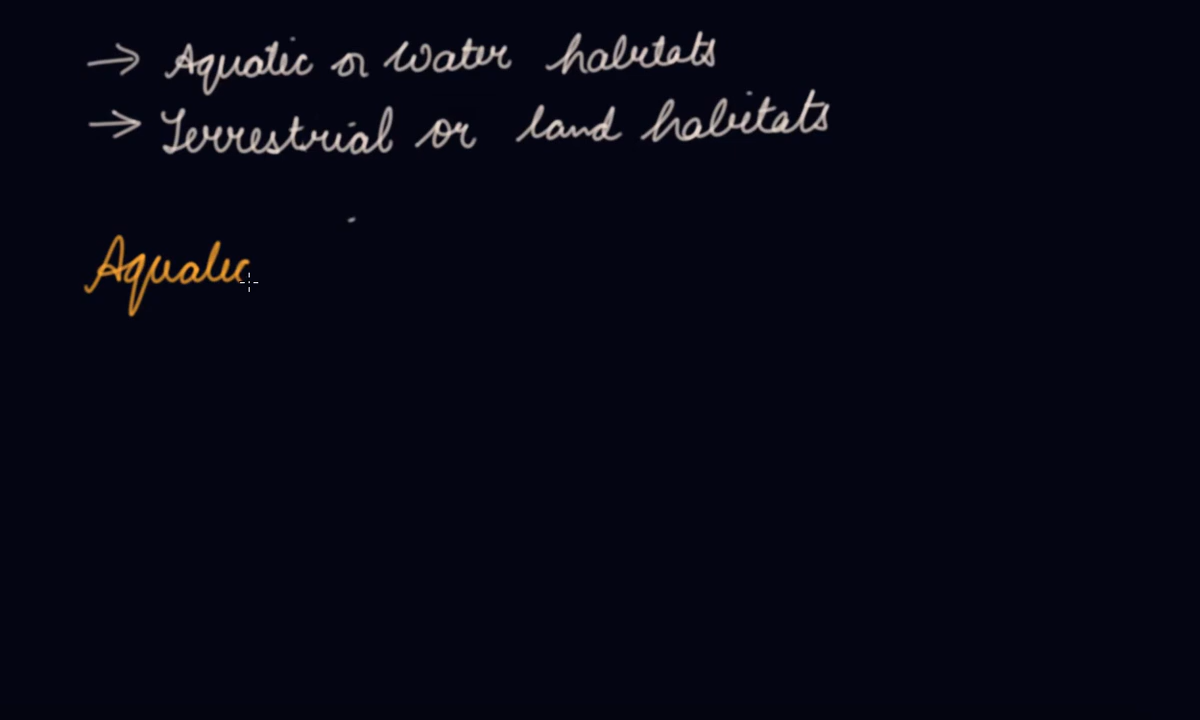 → Aquatic or Water habitats
→ Terrestrial or land habitats
Aquatic